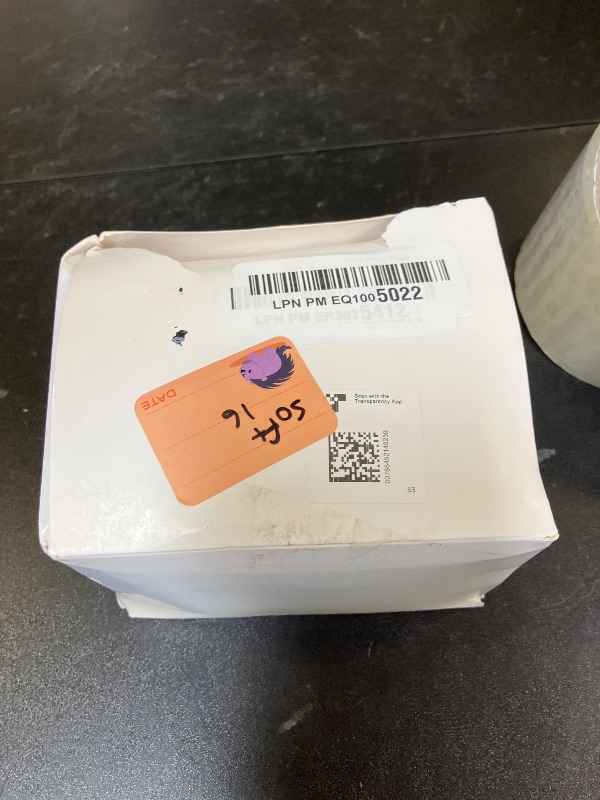 LPN PM EQ1005022
LPN PM ER3825412
Scan with the
Transparency App
63
DATE
soft
16